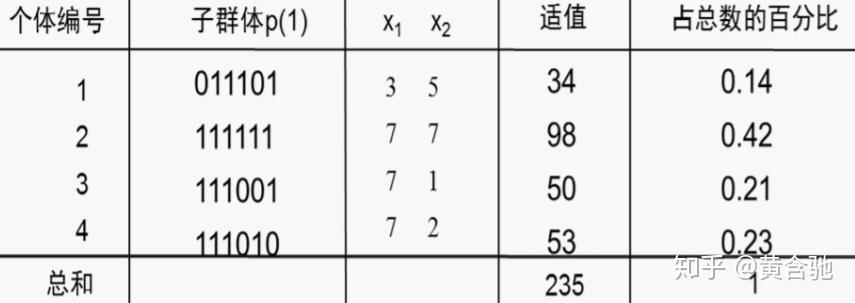 个体编号 子群体p(1) x₁ x₂ 适值 占总数的百分比
1 011101 3 5 34 0.14
2 111111 7 7 98 0.42
3 111001 7 1 50 0.21
4 111010 7 2 53 0.23
总和 235 1
知乎 @黄含驰